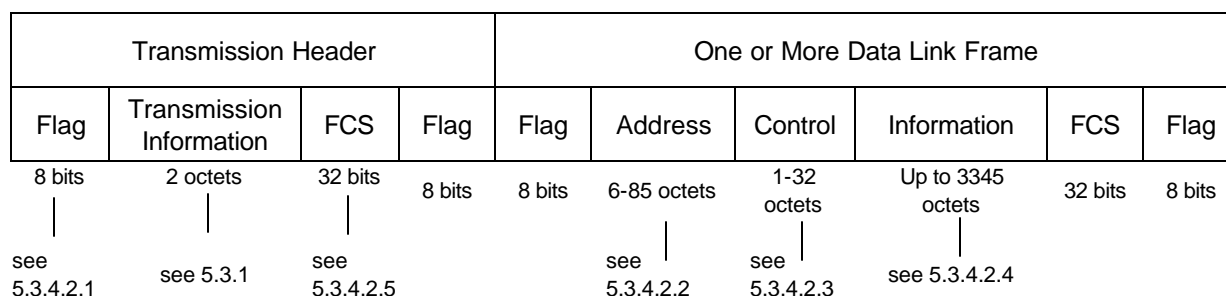 Transmission Header One or More Data Link Frame
Flag Transmission Information FCS Flag Flag Address Control Information FCS Flag
8 bits 2 octets 32 bits 8 bits 8 bits 6-85 octets 1-32 octets Up to 3345 octets 32 bits 8 bits
see 5.3.4.2.1 see 5.3.1 see 5.3.4.2.5 see 5.3.4.2.2 see 5.3.4.2.3 see 5.3.4.2.4